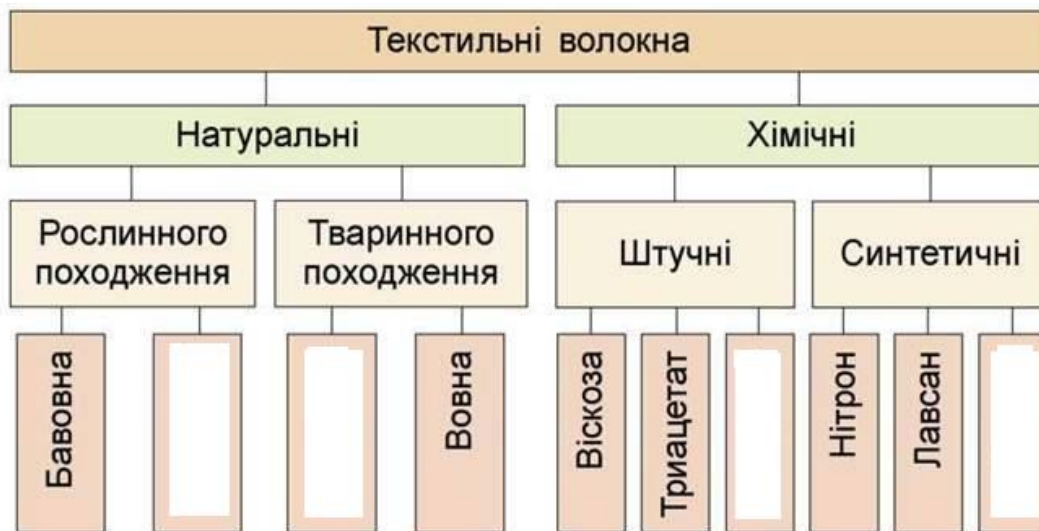 Текстильні волокна
Натуральні
Хімічні
Рослинного
походження
Тваринного
походження
Штучні
Синтетичні
Бавовна
Вовна
Віскоза
Триацетат
Нітрон
Лавсан